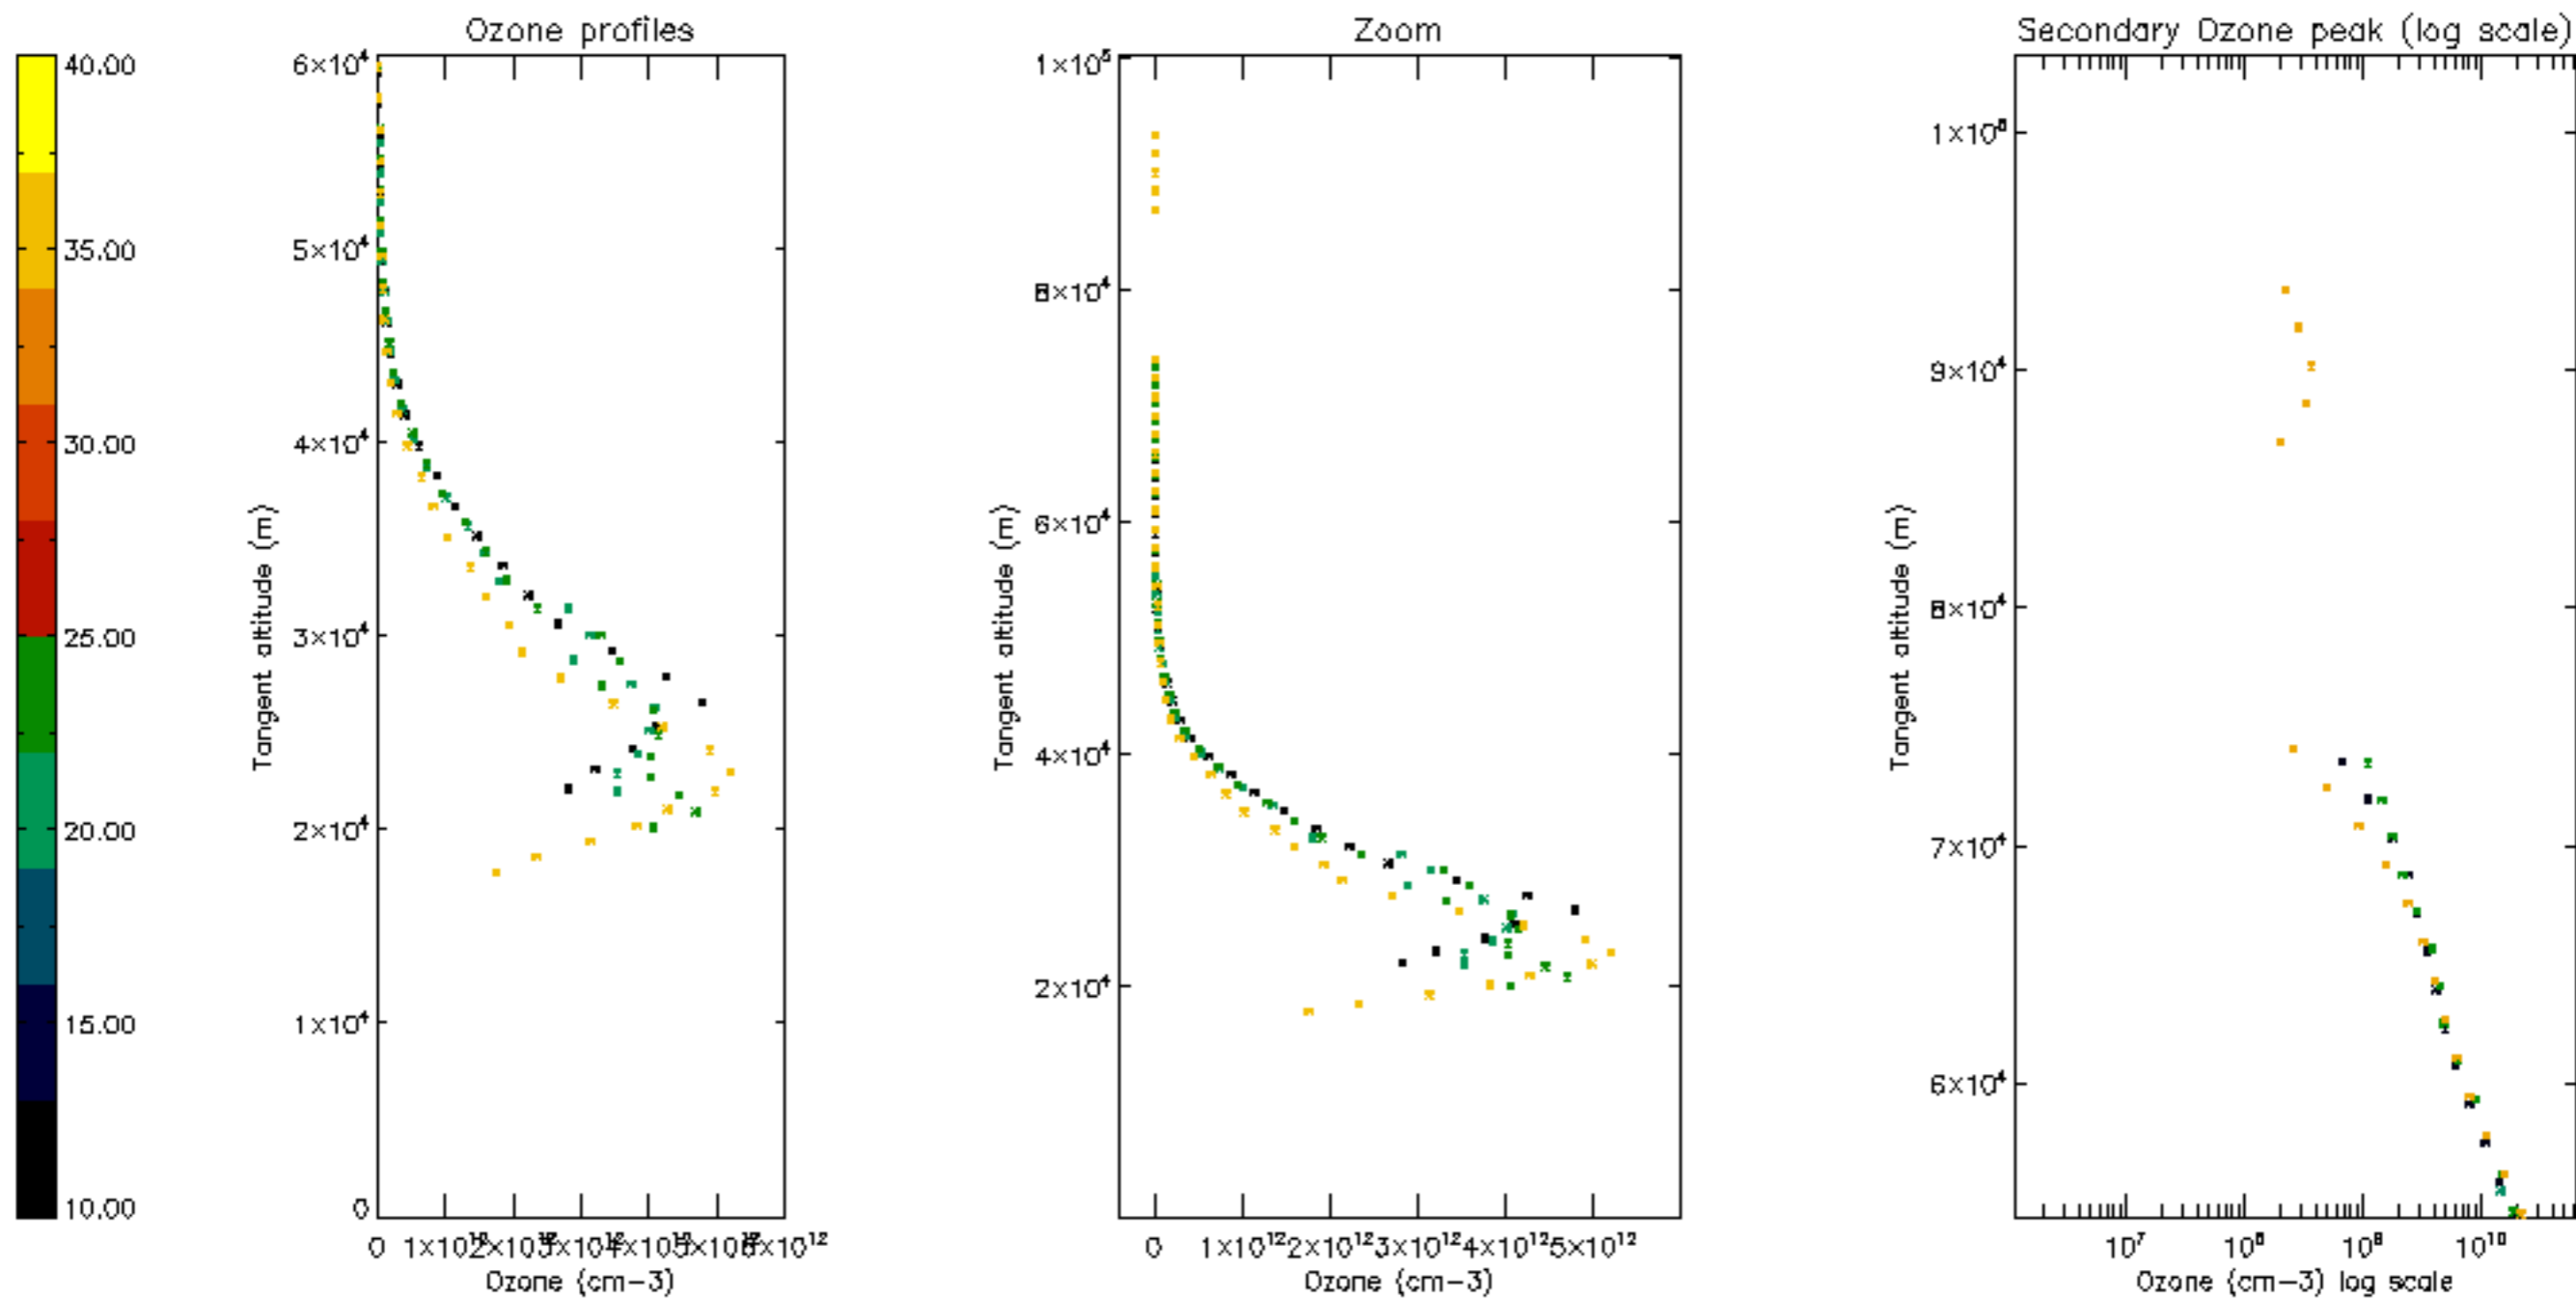 Ozone profiles
Zoom
Secondary Ozone peak (log scale)
40.00
35.00
30.00
25.00
20.00
15.00
10.00
6×10⁴
5×10⁴
4×10⁴
3×10⁴
2×10⁴
1×10⁴
0
Tangent altitude (m)
0
Ozone (cm-3)
1×10⁵
8×10⁴
6×10⁴
4×10⁴
2×10⁴
Tangent altitude (m)
0 1×10¹² 2×10¹² 3×10¹² 4×10¹² 5×10¹²
Ozone (cm-3)
9×10⁴
8×10⁴
7×10⁴
6×10⁴
Tangent altitude (m)
10⁷ 10⁸ 10⁹ 10¹⁰
Ozone (cm-3) log scale